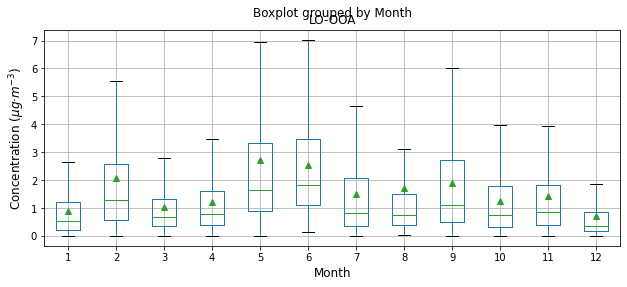 Boxplot grouped by Month
LO-OOA
7
6
5
4
3
2
1
0
Concentration (μg·m⁻³)
1 2 3 4 5 6 7 8 9 10 11 12
Month